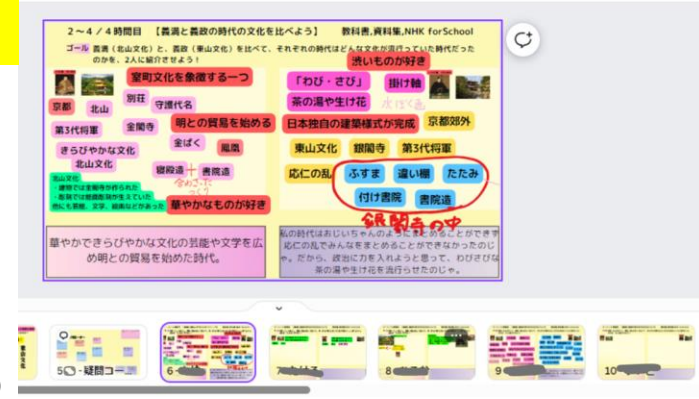 2～4/4時間目 【義満と義政の時代の文化を比べよう】 教科書,資料集,NHK forSchool
ゴール 義満(北山文化)と、義政(東山文化)を比べて、それぞれの時代はどんな文化が流行っていた時代だった
のかを、2人に紹介させよう!
室町文化を象徴する一つ
京都
北山
別荘
守護代名
第3代将軍
金閣寺
明との貿易を始める
金ぱく
鳳凰
きらびやかな文化
北山文化
寝殿造
+
書院造
北山文化
・建物では金閣寺が作られた
華やかなものが好き
華やかできらびやかな文化の芸能や文学を広
め明との貿易を始めた時代。
渋いものが好き
「わび・さび」
掛け軸
茶の湯や生け花
水ぼく画
日本独自の建築様式が完成
京都郊外
東山文化
銀閣寺
第3代将軍
応仁の乱
ふすま
違い棚
たたみ
付け書院
書院造
銀閣寺の中
私の時代はおじいちゃんのようにまとめることができず
応仁の乱でみんなをまとめることができなかったのじ
ゃ。だから、政治に力を入れようと思って、わびさびな
茶の湯や生け花を流行らせたのじゃ。
5
- 疑問コー...
6 -
7
8
9
10